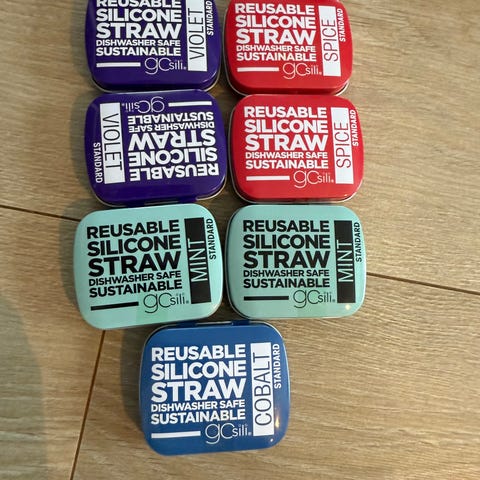 REUSABLE
SILICONE
STRAW
DISHWASHER SAFE
SUSTAINABLE
gosili®
VIOLET
STANDARD
REUSABLE
SILICONE
STRAW
DISHWASHER SAFE
SUSTAINABLE
gosili®
SPICE
STANDARD
REUSABLE
SILICONE
STRAW
DISHWASHER SAFE
SUSTAINABLE
gosili®
VIOLET
STANDARD
REUSABLE
SILICONE
STRAW
DISHWASHER SAFE
SUSTAINABLE
gosili®
SPICE
STANDARD
REUSABLE
SILICONE
STRAW
DISHWASHER SAFE
SUSTAINABLE
gosili®
MINT
STANDARD
REUSABLE
SILICONE
STRAW
DISHWASHER SAFE
SUSTAINABLE
gosili®
MINT
STANDARD
REUSABLE
SILICONE
STRAW
DISHWASHER SAFE
SUSTAINABLE
gosili®
COBALT
STANDARD